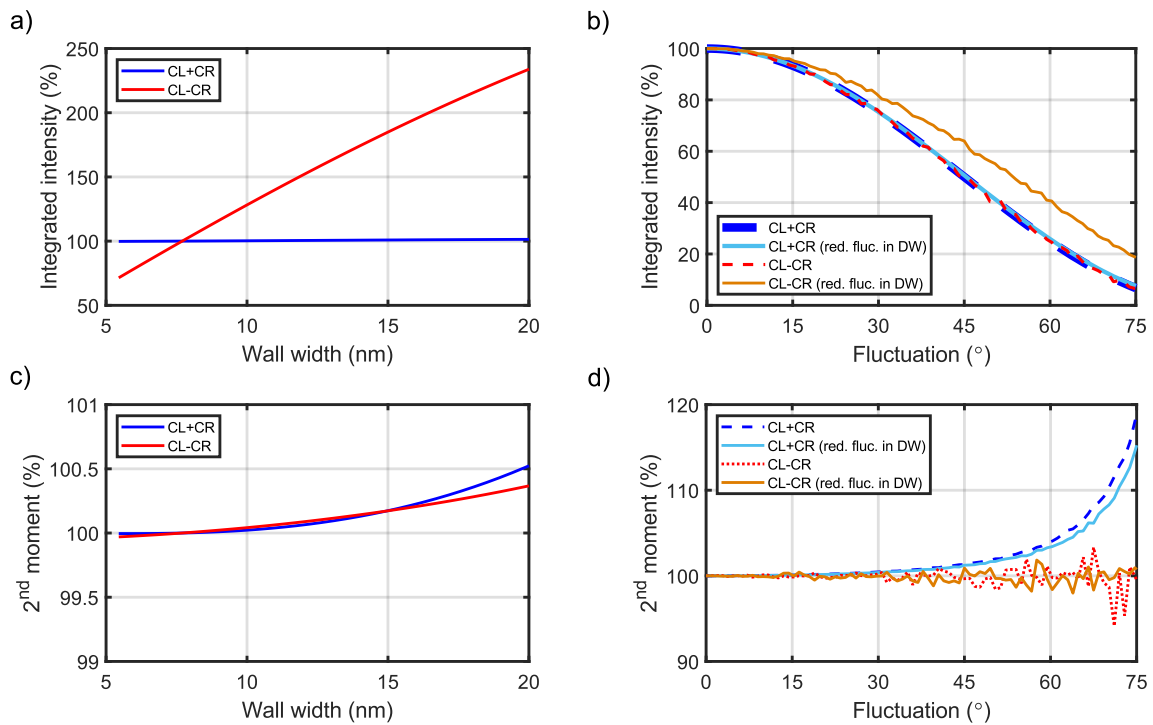 a)
250
200
150
100
50
Integrated intensity (%)
CL+CR
CL-CR
5
10
15
20
Wall width (nm)
b)
100
80
60
40
20
0
Integrated intensity (%)
CL+CR
CL+CR (red. fluc. in DW)
CL-CR
CL-CR (red. fluc. in DW)
0
15
30
45
60
75
Fluctuation (°)
c)
101
100.5
100
99.5
99
2nd moment (%)
CL+CR
CL-CR
5
10
15
20
Wall width (nm)
d)
120
110
100
90
2nd moment (%)
CL+CR
CL+CR (red. fluc. in DW)
CL-CR
CL-CR (red. fluc. in DW)
0
15
30
45
60
75
Fluctuation (°)